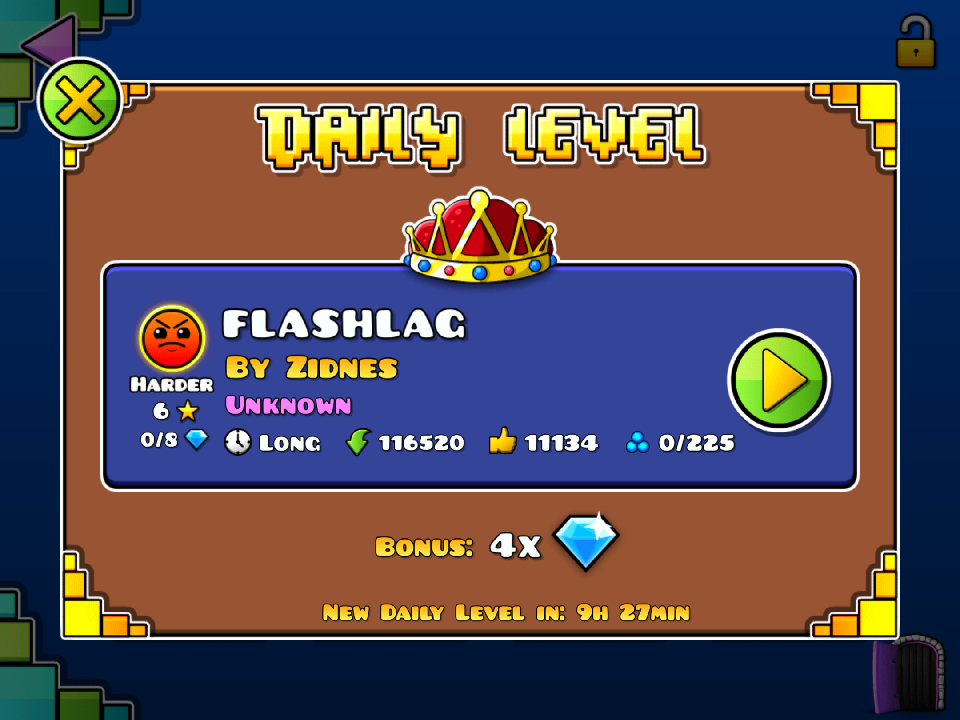 DAILY LEVEL
FLASHLAG
BY ZIDNES
HARDER
UNKNOWN
6
0/8 LONG 116520 11134 0/225
BONUS: 4X
NEW DAILY LEVEL IN: 9H 27MIN